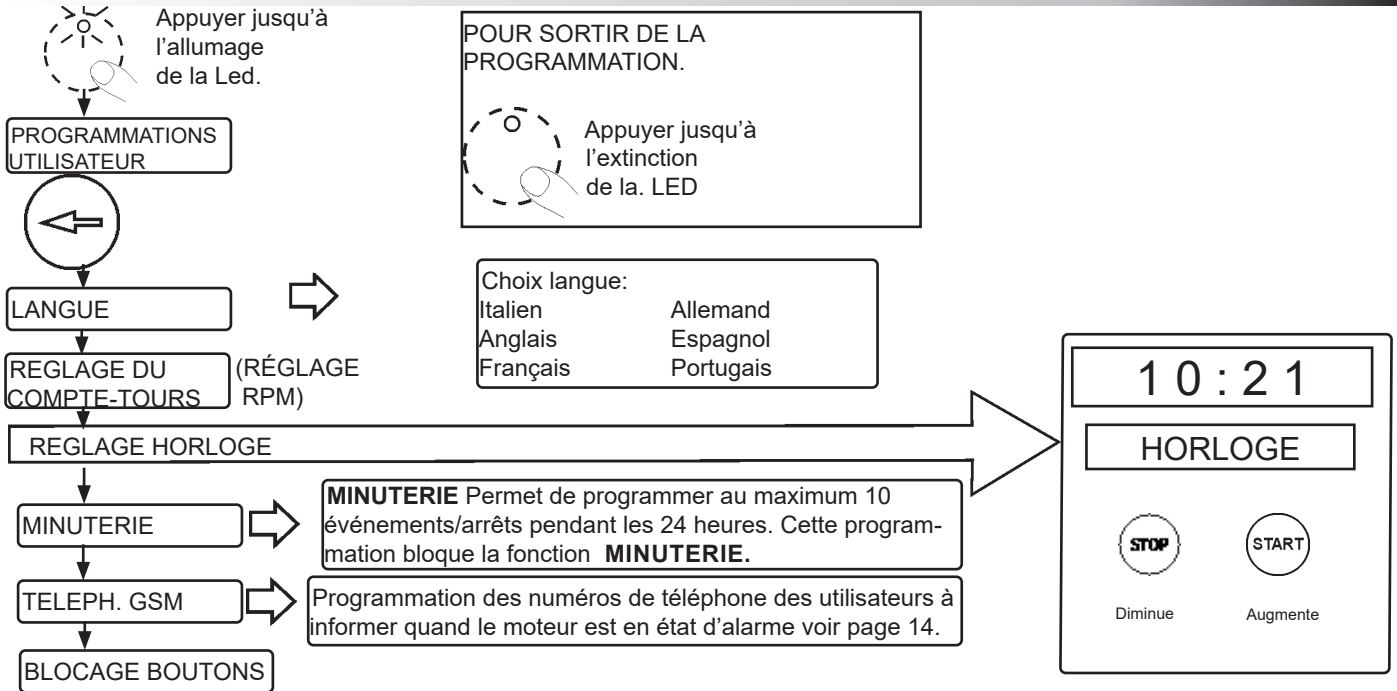 Appuyer jusqu’à
l’allumage
de la Led.
POUR SORTIR DE LA
PROGRAMMATION.
Appuyer jusqu’à
l’extinction
de la. LED
PROGRAMMATIONS
UTILISATEUR
LANGUE
Choix langue:
Italien Allemand
Anglais Espagnol
Français Portugais
REGLAGE DU
COMPTE-TOURS
(RÉGLAGE
RPM)
REGLAGE HORLOGE
10:21
HORLOGE
STOP START
Diminue Augmente
MINUTERIE
MINUTERIE Permet de programmer au maximum 10
événements/arrêts pendant les 24 heures. Cette program-
mation bloque la fonction MINUTERIE.
TELEPH. GSM
Programmation des numéros de téléphone des utilisateurs à
informer quand le moteur est en état d’alarme voir page 14.
BLOCAGE BOUTONS